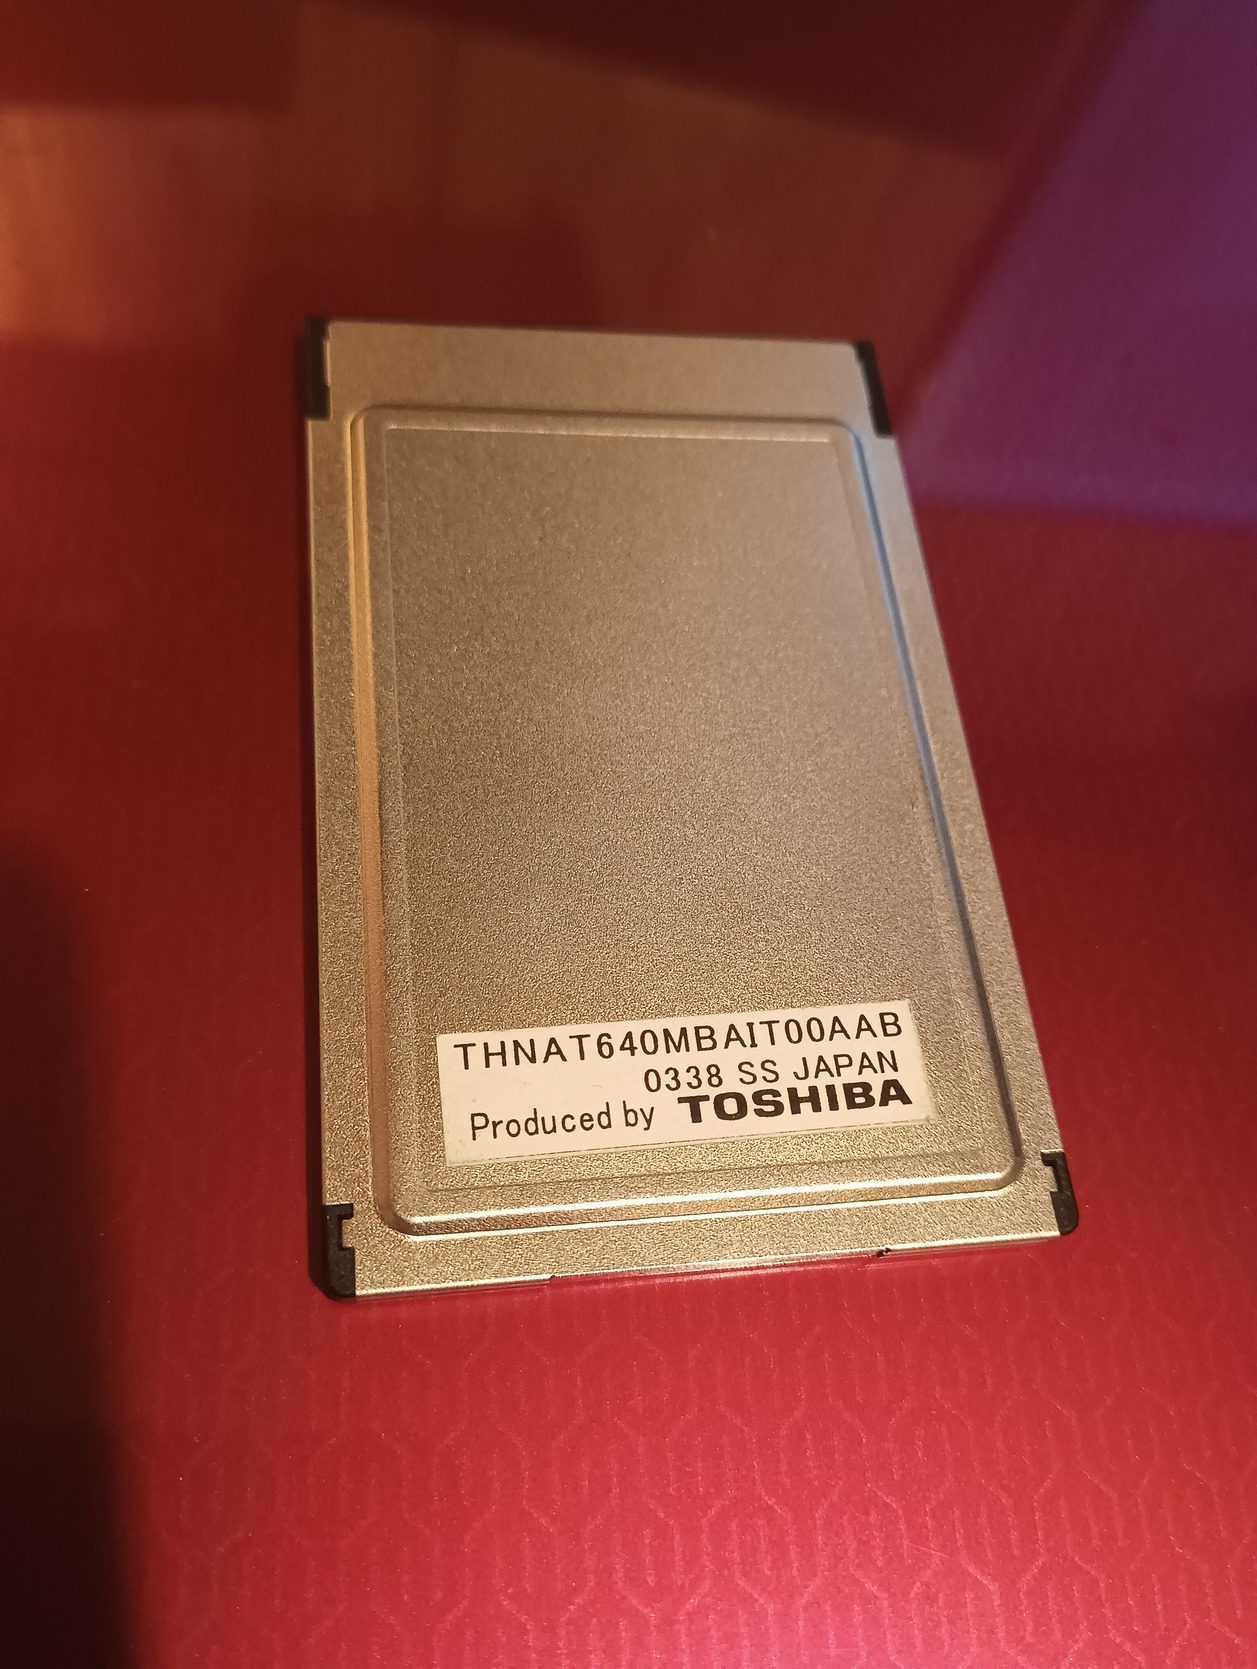 THNAT640MBAIT00AAB
0338 SS JAPAN
Produced by TOSHIBA